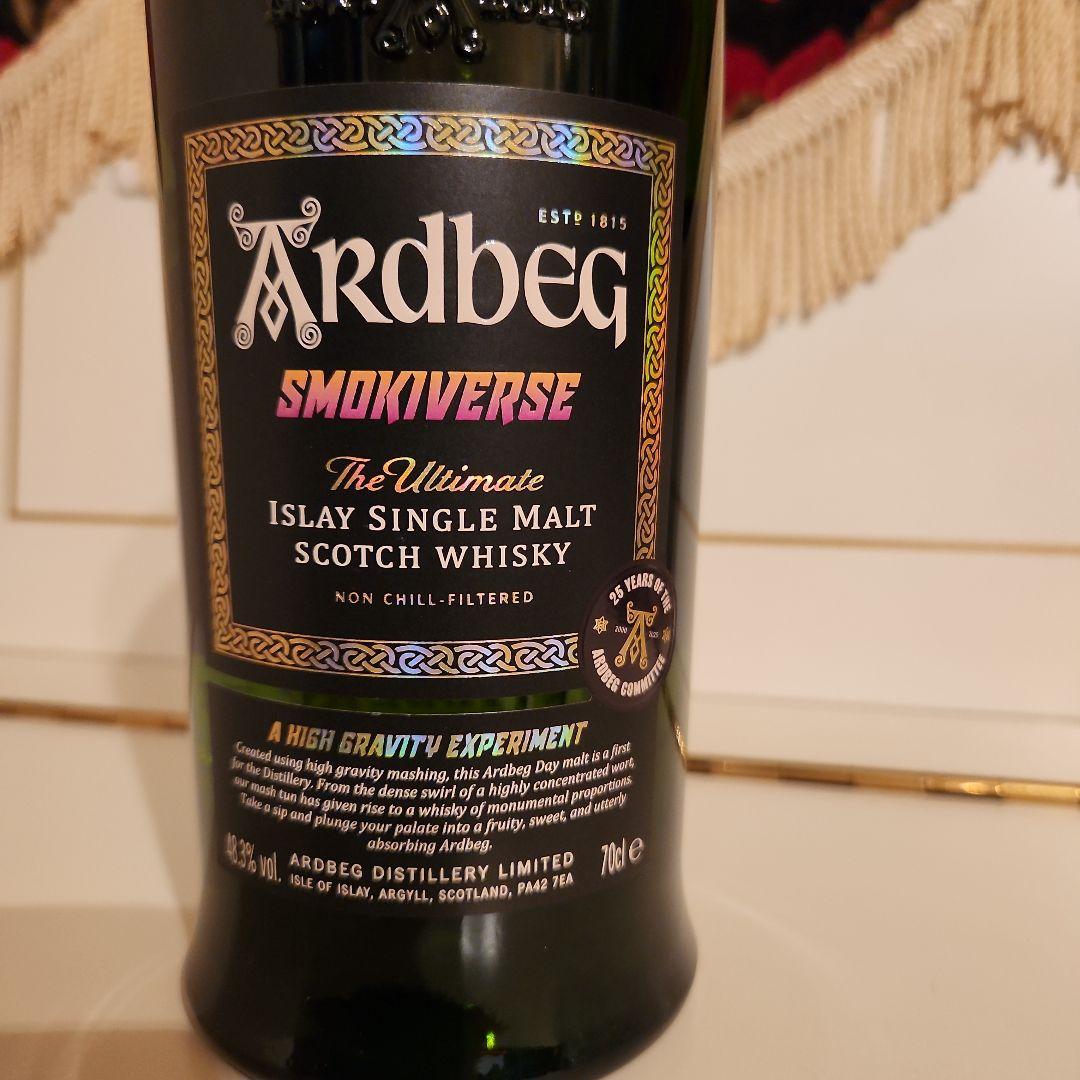 ESTD 1815
ARDBEG
SMOKIVERSE
The Ultimate
ISLAY SINGLE MALT
SCOTCH WHISKY
NON CHILL-FILTERED
25 YEARS OF THE
2000 2025
ARDBEG COMMITTEE
A HIGH GRAVITY EXPERIMENT
Created using high gravity mashing, this Ardbeg Day malt is a first
for the Distillery. From the dense swirl of a highly concentrated wort,
our mash tun has given rise to a whisky of monumental proportions.
Take a sip and plunge your palate into a fruity, sweet, and utterly
absorbing Ardbeg.
48.3% vol. ARDBEG DISTILLERY LIMITED 70cl e
ISLE OF ISLAY, ARGYLL, SCOTLAND, PA42 7EA